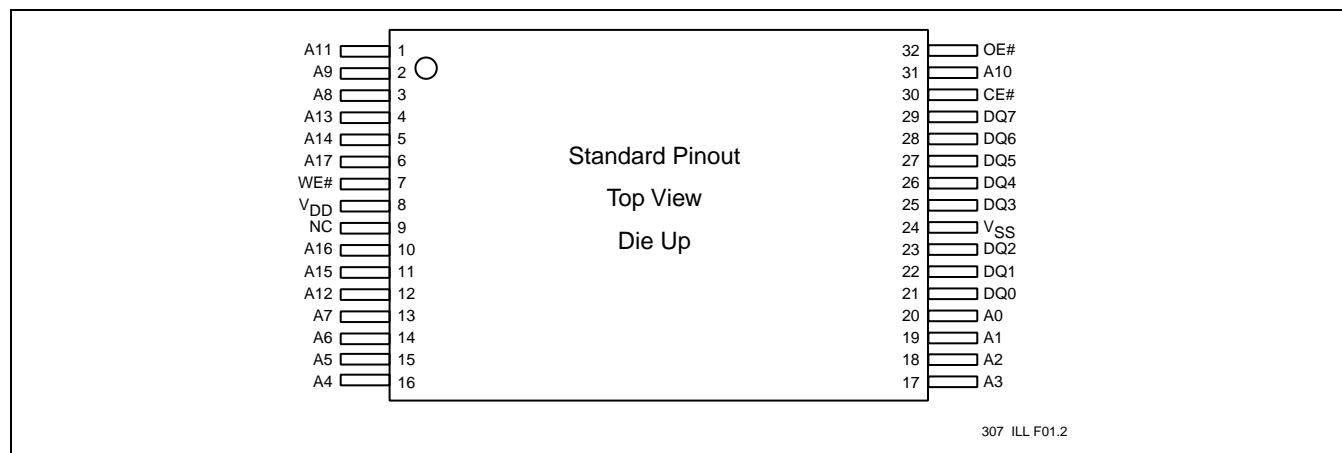 A11 1 32 OE#
A9 2 31 A10
A8 3 30 CE#
A13 4 29 DQ7
A14 5 28 DQ6
A17 6 27 DQ5
WE# 7 26 DQ4
VDD 8 25 DQ3
NC 9 24 VSS
A16 10 23 DQ2
A15 11 22 DQ1
A12 12 21 DQ0
A7 13 20 A0
A6 14 19 A1
A5 15 18 A2
A4 16 17 A3
Standard Pinout
Top View
Die Up
307 ILL F01.2